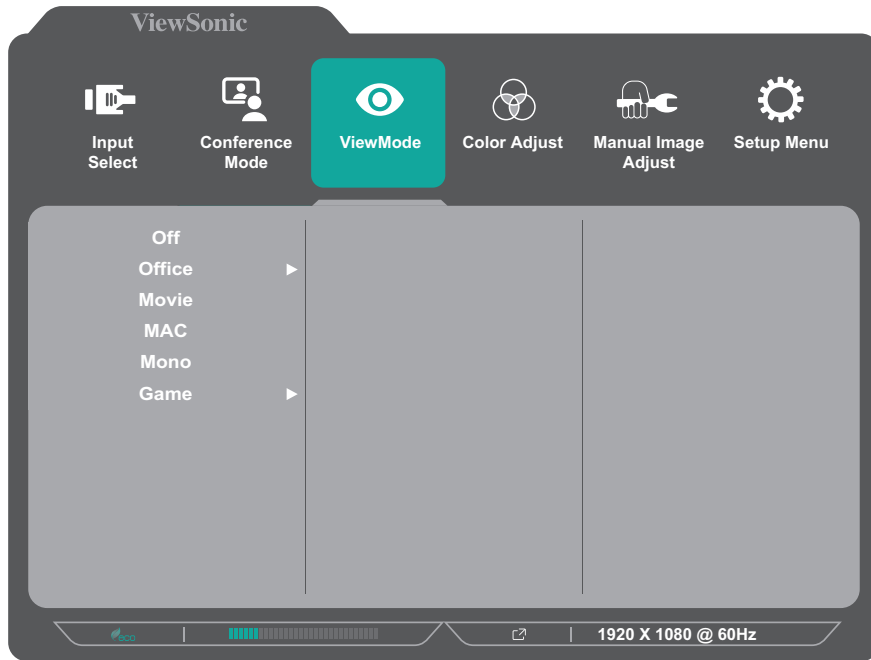 ViewSonic
Input
Select
Conference
Mode
ViewMode
Color Adjust
Manual Image
Adjust
Setup Menu
Off
Office
Movie
MAC
Mono
Game
eco
1920 X 1080 @ 60Hz